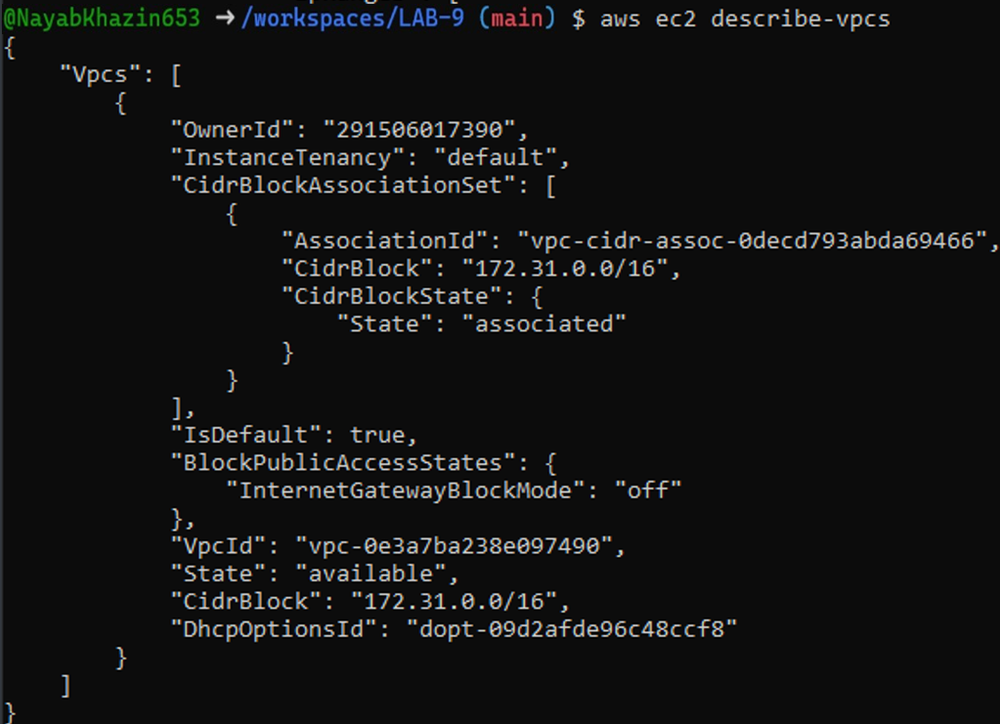 @NayabKhazin653 ➜ /workspaces/LAB-9 (main) $ aws ec2 describe-vpcs
{
    "Vpcs": [
        {
            "OwnerId": "291506017390",
            "InstanceTenancy": "default",
            "CidrBlockAssociationSet": [
                {
                    "AssociationId": "vpc-cidr-assoc-0decd793abda69466",
                    "CidrBlock": "172.31.0.0/16",
                    "CidrBlockState": {
                        "State": "associated"
                    }
                }
            ],
            "IsDefault": true,
            "BlockPublicAccessStates": {
                "InternetGatewayBlockMode": "off"
            },
            "VpcId": "vpc-0e3a7ba238e097490",
            "State": "available",
            "CidrBlock": "172.31.0.0/16",
            "DhcpOptionsId": "dopt-09d2afde96c48ccf8"
        }
    ]
}